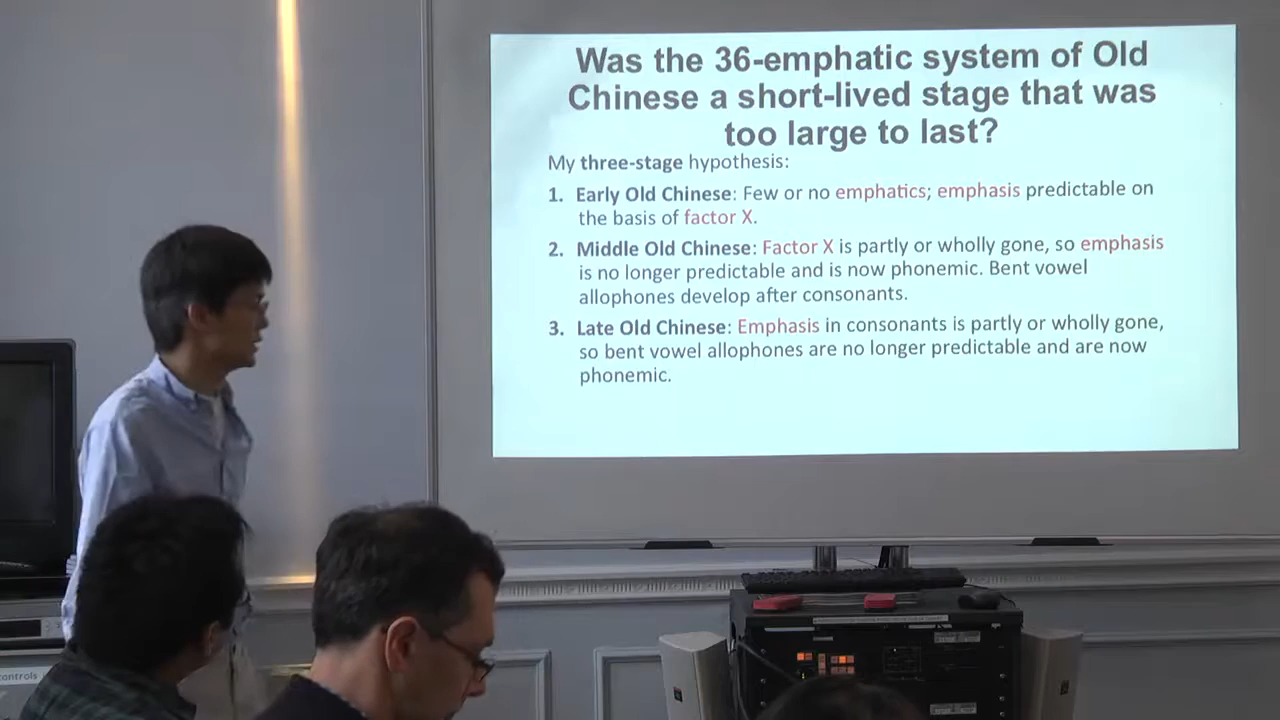 Was the 36-emphatic system of Old
Chinese a short-lived stage that was
too large to last?
My three-stage hypothesis:
1. Early Old Chinese: Few or no emphatics; emphasis predictable on
the basis of factor X.
2. Middle Old Chinese: Factor X is partly or wholly gone, so emphasis
is no longer predictable and is now phonemic. Bent vowel
allophones develop after consonants.
3. Late Old Chinese: Emphasis in consonants is partly or wholly gone,
so bent vowel allophones are no longer predictable and are now
phonemic.
controls